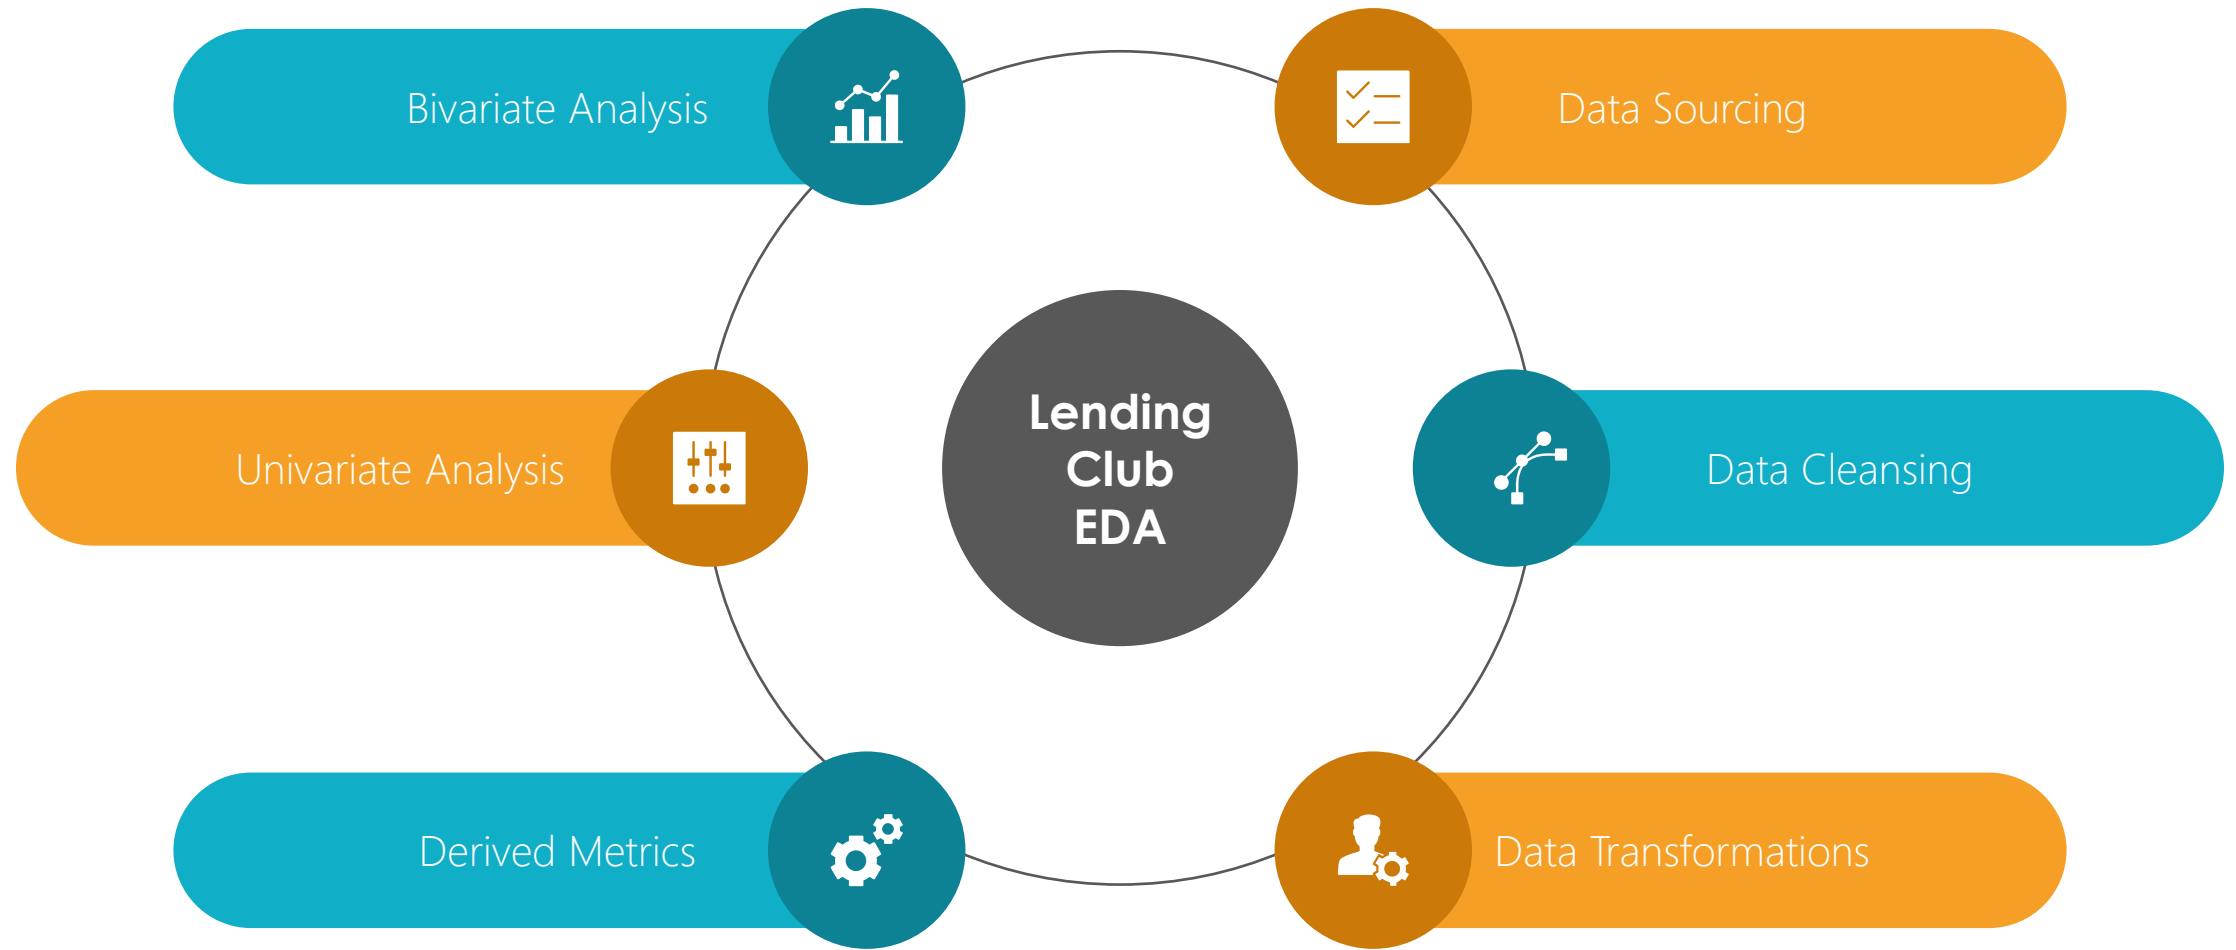 Bivariate Analysis
Data Sourcing
Univariate Analysis
Lending
Club
EDA
Data Cleansing
Derived Metrics
Data Transformations